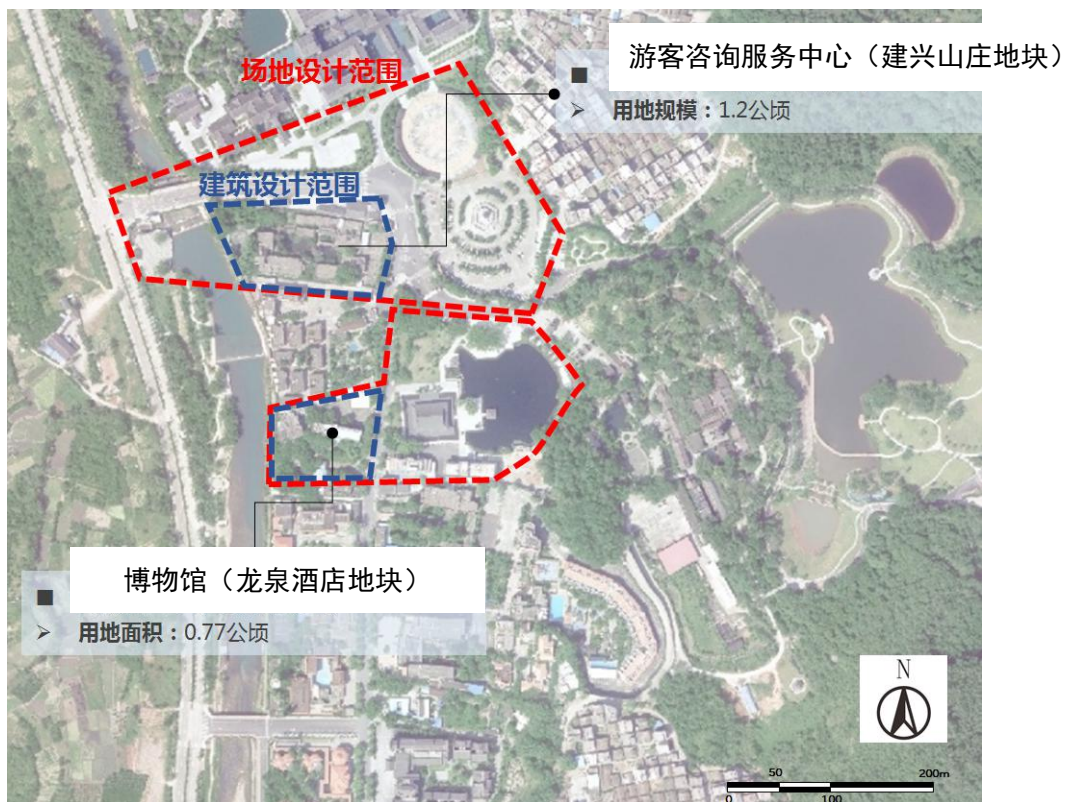 场地设计范围
■ 游客咨询服务中心（建兴山庄地块）
➢ 用地规模：1.2公顷
建筑设计范围
■ 博物馆（龙泉酒店地块）
➢ 用地面积：0.77公顷
N
50 200m
0 100